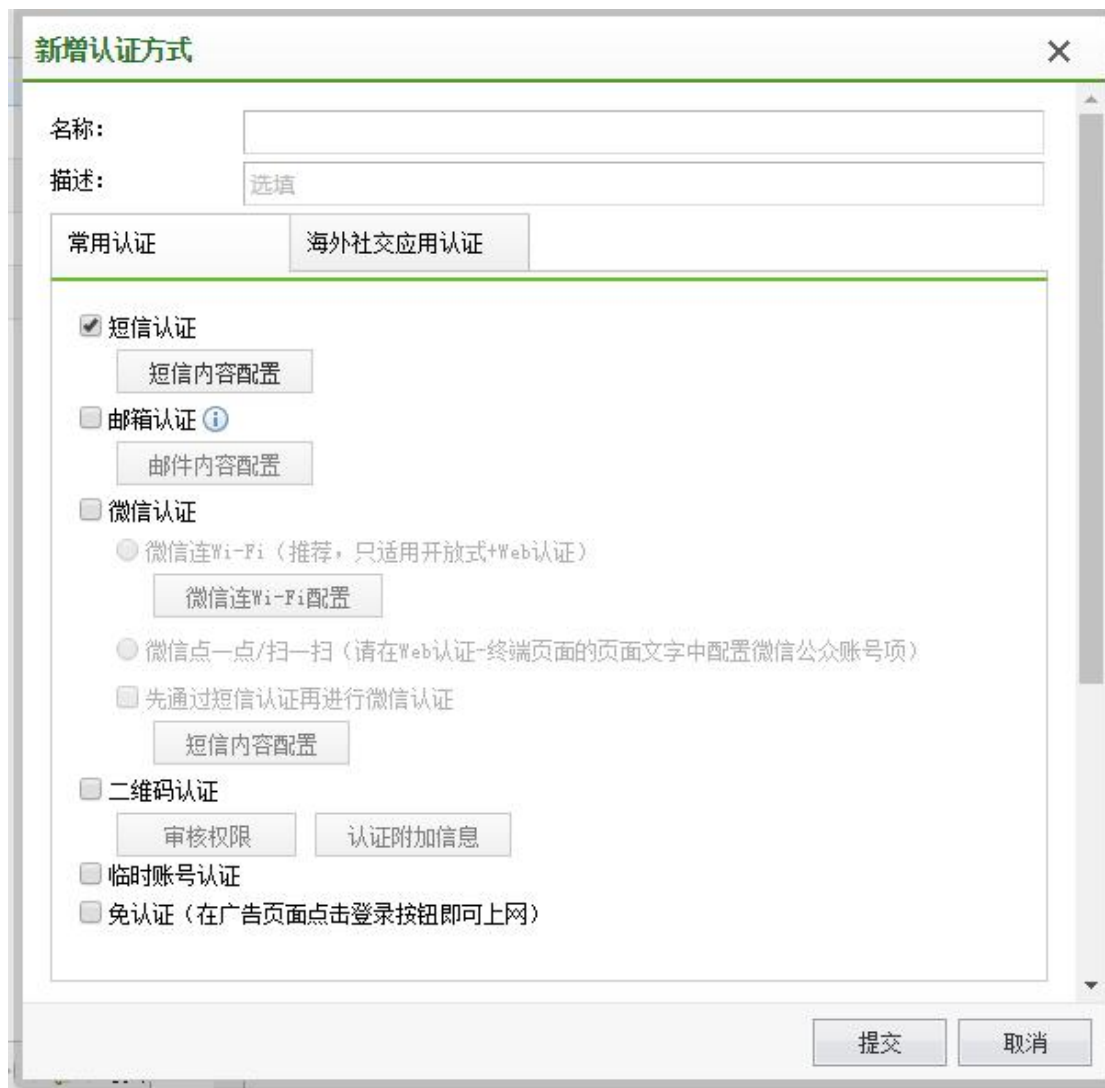 新增认证方式
名称:
描述: 选填
常用认证 海外社交应用认证
短信认证
短信内容配置
邮箱认证
邮件内容配置
微信认证
微信连Wi-Fi（推荐，只适用开放式+Web认证）
微信连Wi-Fi配置
微信点一点/扫一扫（请在Web认证-终端页面的页面文字中配置微信公众账号项）
先通过短信认证再进行微信认证
短信内容配置
二维码认证
审核权限 认证附加信息
临时账号认证
免认证（在广告页面点击登录按钮即可上网）
提交 取消